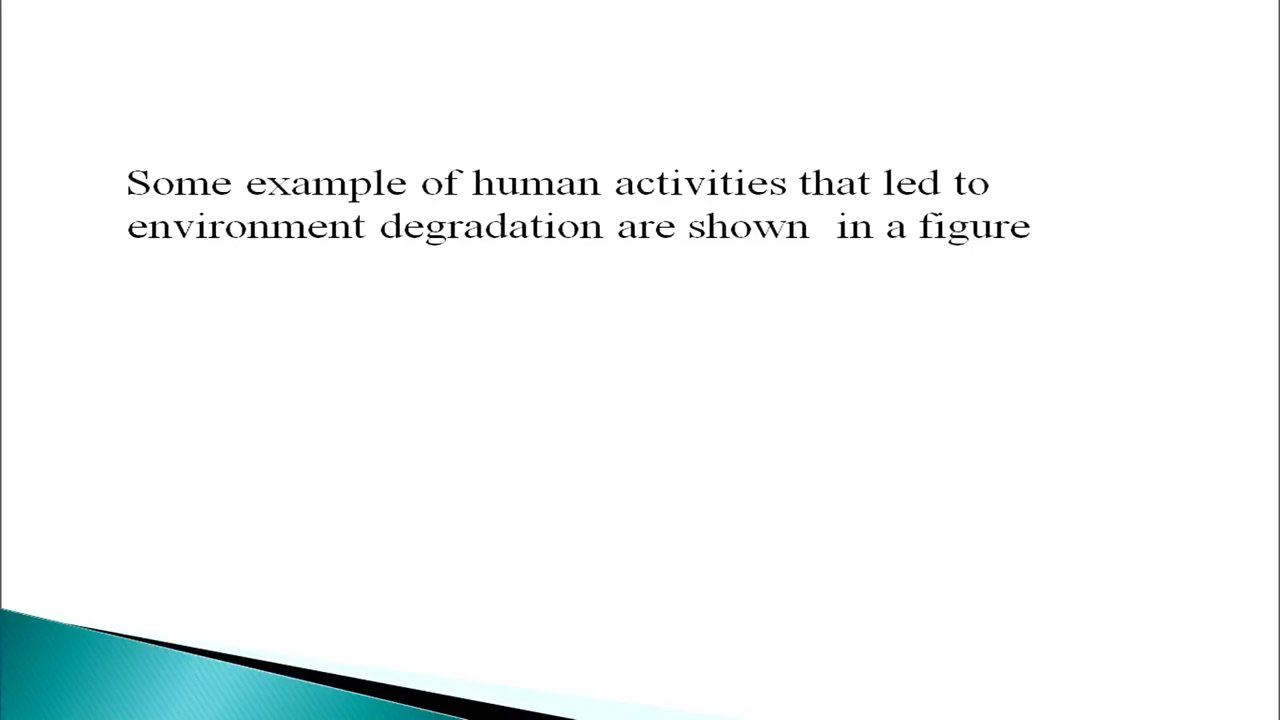 Some example of human activities that led to
environment degradation are shown in a figure